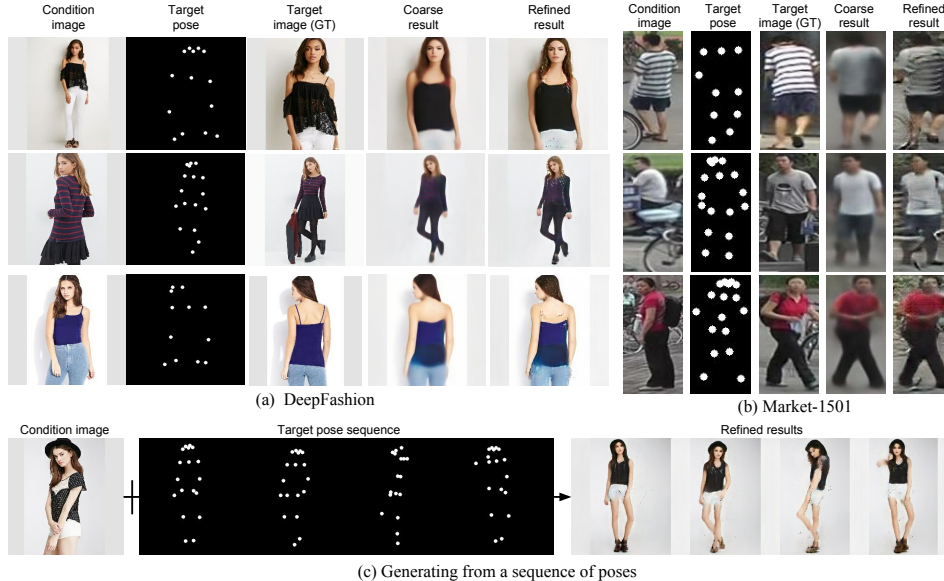 Condition image
Target pose
Target image (GT)
Coarse result
Refined result
Condition image
Target pose
Target image (GT)
Coarse result
Refined result
(a) DeepFashion
(b) Market-1501
Condition image
Target pose sequence
Refined results
(c) Generating from a sequence of poses